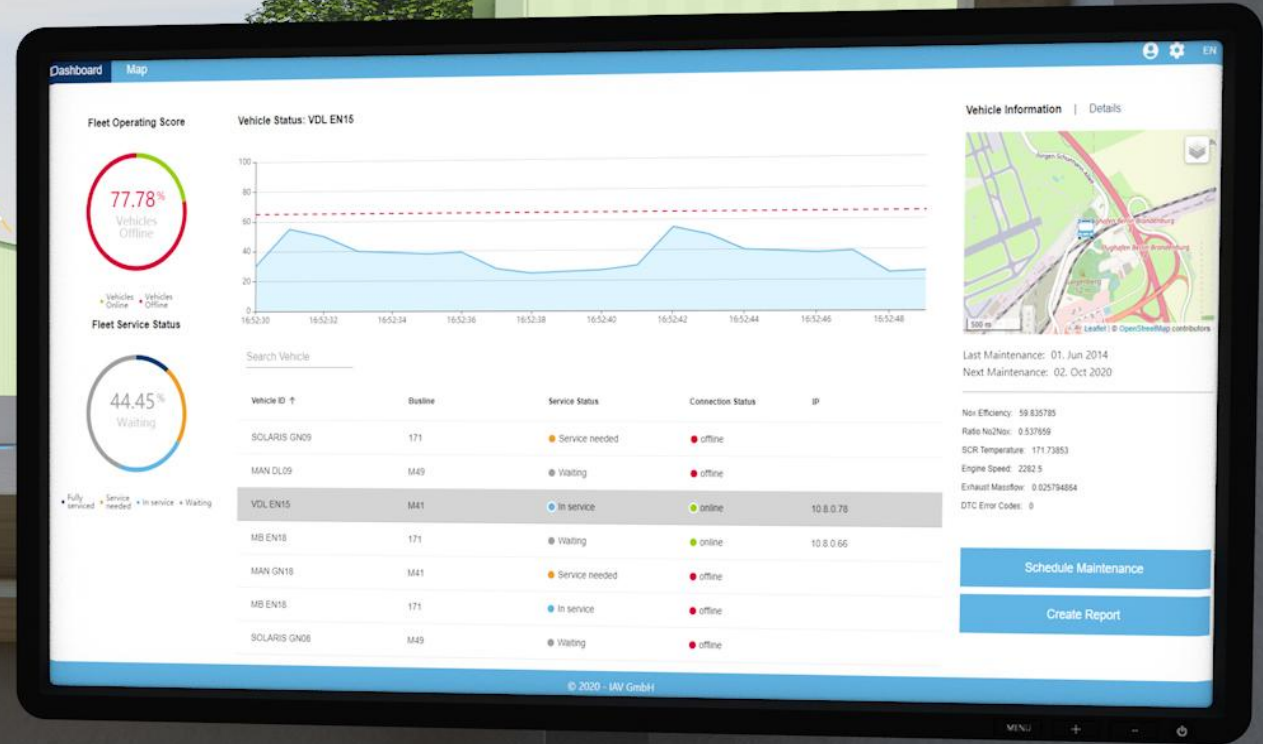 Dashboard Map EN
Fleet Operating Score
77.78%
Vehicles
Offline
Vehicles Online Vehicles Offline
Fleet Service Status
44.45%
Waiting
Fully serviced Service needed In service Waiting
Vehicle Status: VDL EN15
100
80
60
40
20
0
16:52:30 16:52:32 16:52:34 16:52:36 16:52:38 16:52:40 16:52:42 16:52:44 16:52:46 16:52:48
Search Vehicle
Vehicle ID ↑ Busline Service Status Connection Status IP
SOLARIS GN09 171 Service needed offline
MAN DL09 M49 Waiting offline
VDL EN15 M41 In service online 10.8.0.78
MB EN18 171 Waiting online 10.8.0.66
MAN GN18 M41 Service needed offline
MB EN18 171 In service offline
SOLARIS GN08 M49 Waiting offline
Vehicle Information | Details
Flughafen Berlin Brandenburg
500 m
Leaflet | © OpenStreetMap contributors
Last Maintenance: 01. Jun 2014
Next Maintenance: 02. Oct 2020
Nox Efficiency: 59.835785
Ratio No2Nox: 0.537659
SCR Temperature: 171.73853
Engine Speed: 2282.5
Exhaust Massflow: 0.025794864
DTC Error Codes: 0
Schedule Maintenance
Create Report
© 2020 - IAV GmbH
MENU + -